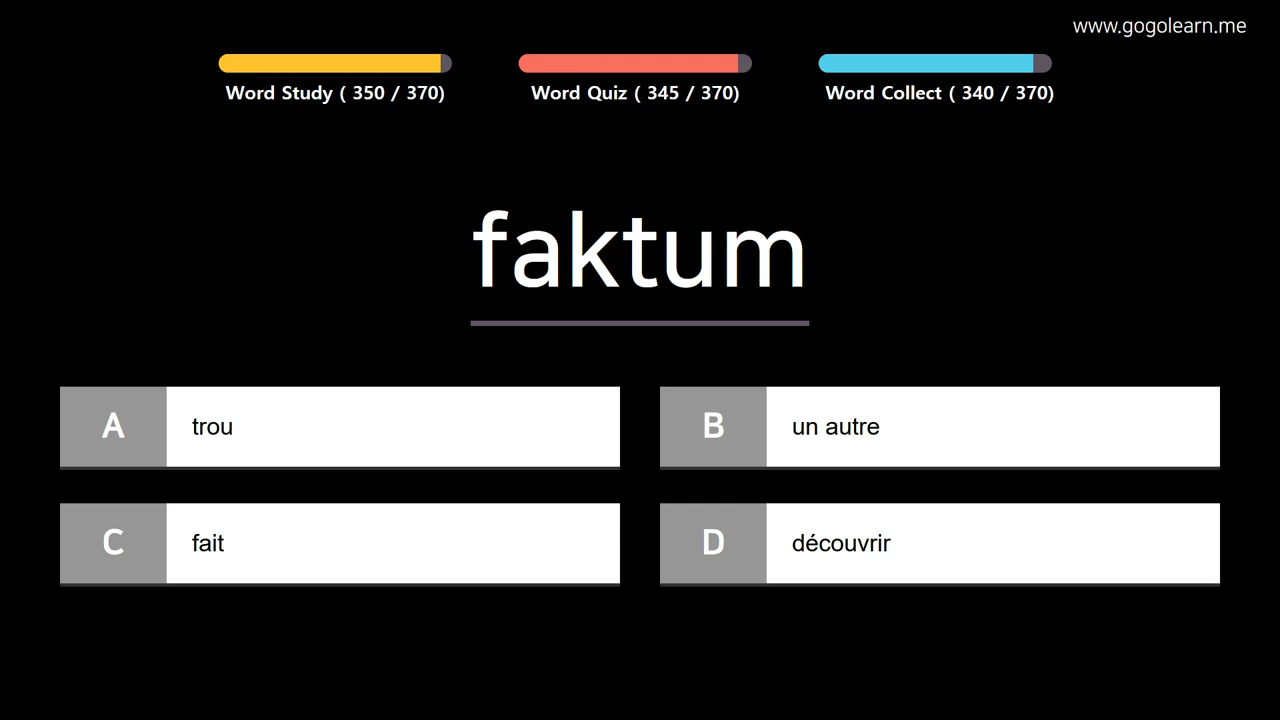 www.gogolearn.me
Word Study ( 350 / 370)
Word Quiz ( 345 / 370)
Word Collect ( 340 / 370)
faktum
A
trou
B
un autre
C
fait
D
découvrir